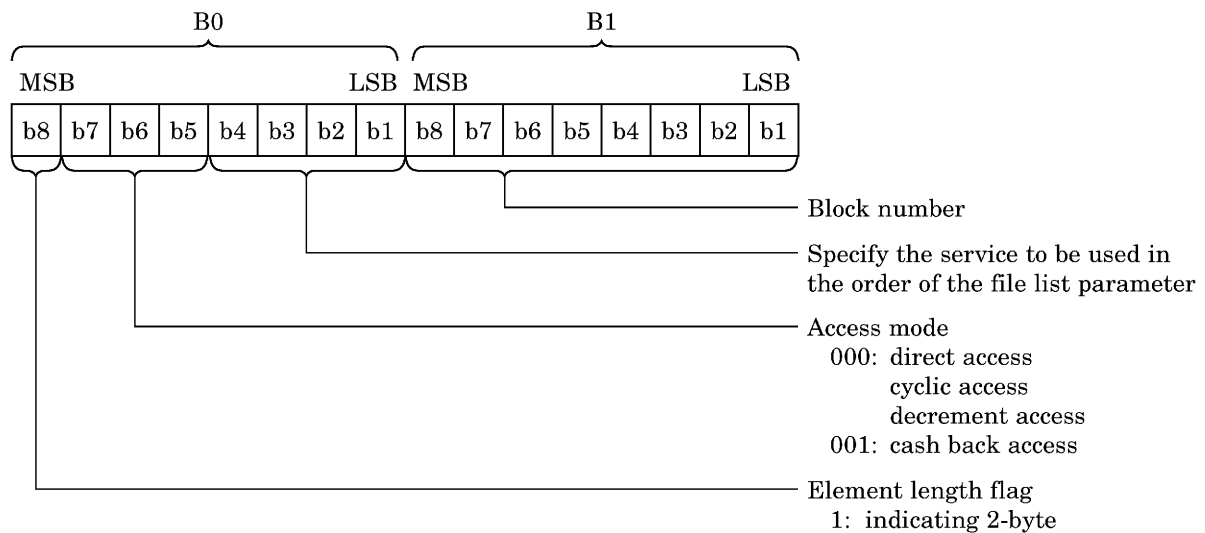 B0 B1
MSB LSB MSB LSB
b8 b7 b6 b5 b4 b3 b2 b1 b8 b7 b6 b5 b4 b3 b2 b1
Block number
Specify the service to be used in
the order of the file list parameter
Access mode
000: direct access
cyclic access
decrement access
001: cash back access
Element length flag
1: indicating 2-byte